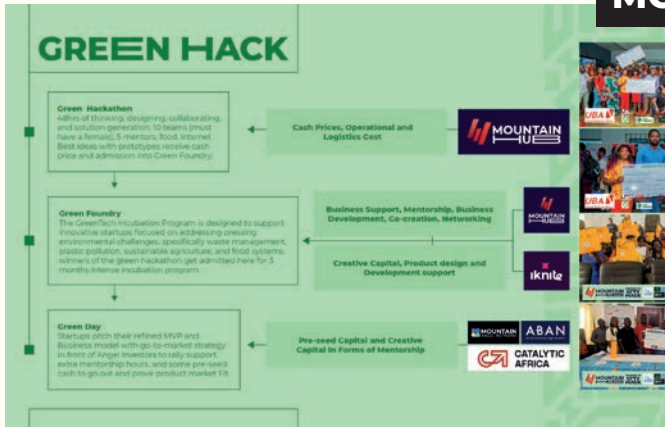 GREEN HACK
Green Hackathon
48hrs of thinking, designing, collaborating,
and solution generation, 10 teams (must
have a female), 5 mentors, food, internet
Best ideas with prototypes receive cash
price and admission into Green Foundry.
Cash Prices, Operational and
Logistics Cost
MOUNTAIN
HUB
Green Foundry
The GreenTech Incubation Program is designed to support
innovative startups focused on addressing pressing
environmental challenges, specifically waste management,
plastic pollution, sustainable agriculture, and food systems,
winners of the green hackathon get admitted here for 3
months intense incubation program.
Business Support, Mentorship, Business
Development, Co-creation, Networking
MOUNTAIN
HUB
Creative Capital, Product design and
Development support
iknite
Green Day
Startups pitch their refined MVP and
Business model with go-to-market strategy
in front of Angel Investors to rally support,
extra mentorship hours, and some pre-seed
cash to go out and prove product market Fit.
Pre-seed Capital and Creative
Capital In Forms of Mentorship
MOUNTAIN
ABAN
CATALYTIC
AFRICA
UBA
UBA